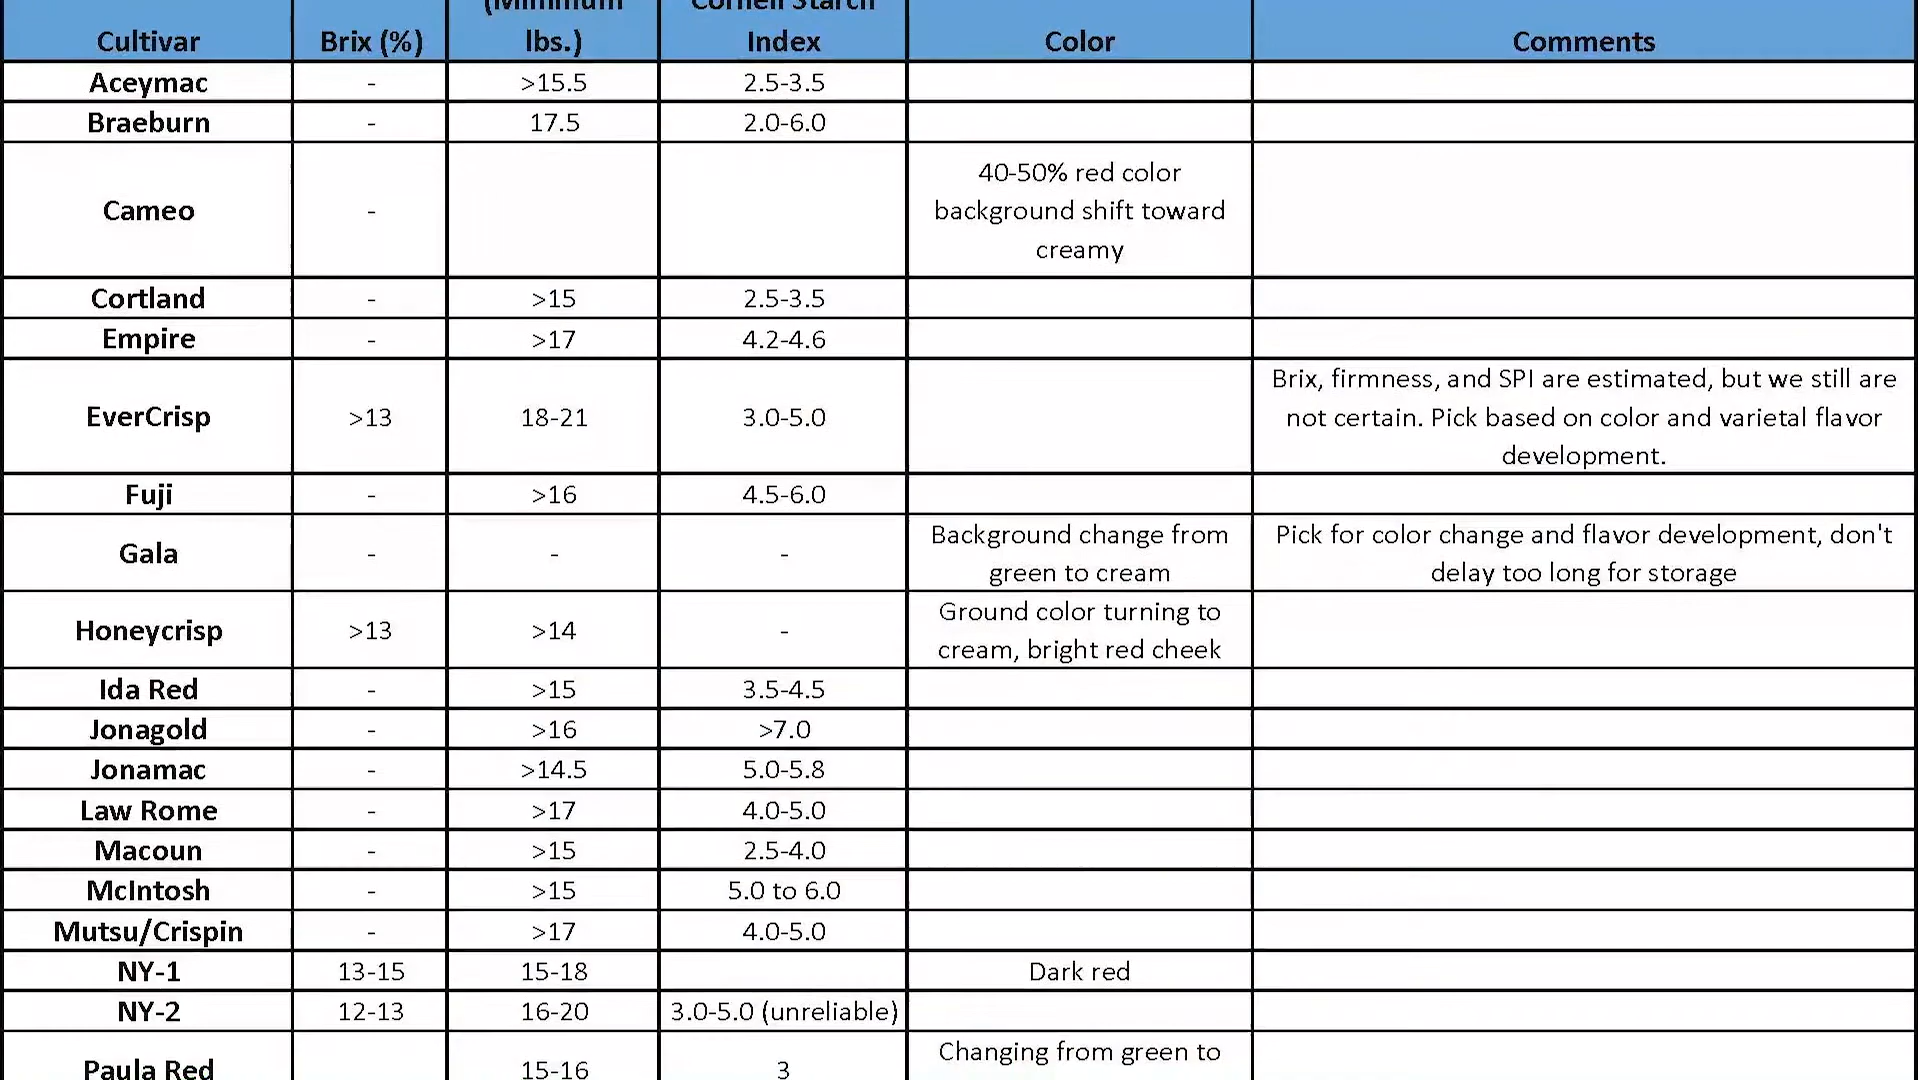 (Minimum Cornell Starch
Cultivar Brix (%) lbs.) Index Color Comments
Aceymac - >15.5 2.5-3.5
Braeburn - 17.5 2.0-6.0
40-50% red color
Cameo - background shift toward
creamy
Cortland - >15 2.5-3.5
Empire - >17 4.2-4.6
Brix, firmness, and SPI are estimated, but we still are
EverCrisp >13 18-21 3.0-5.0 not certain. Pick based on color and varietal flavor
development.
Fuji - >16 4.5-6.0
Background change from Pick for color change and flavor development, don't
Gala - - -
green to cream delay too long for storage
Ground color turning to
Honeycrisp >13 >14 -
cream, bright red cheek
Ida Red - >15 3.5-4.5
Jonagold - >16 >7.0
Jonamac - >14.5 5.0-5.8
Law Rome - >17 4.0-5.0
Macoun - >15 2.5-4.0
McIntosh - >15 5.0 to 6.0
Mutsu/Crispin - >17 4.0-5.0
NY-1 13-15 15-18 Dark red
NY-2 12-13 16-20 3.0-5.0 (unreliable)
Changing from green to
Paula Red 15-16 3